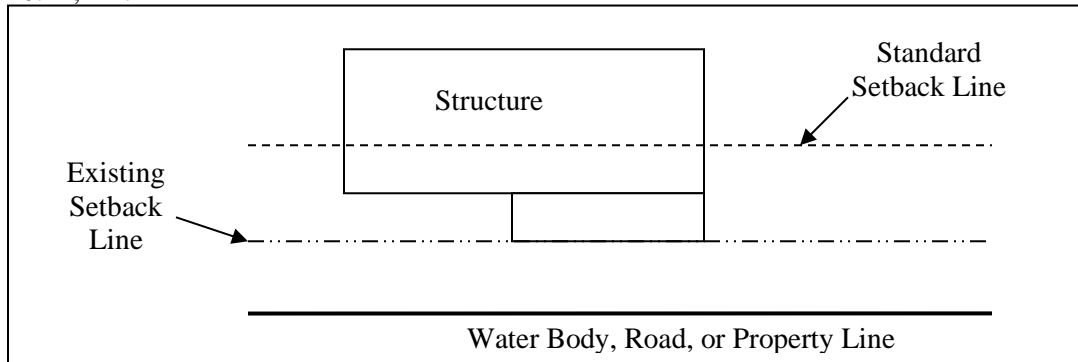 Standard
Setback Line
Structure
Existing
Setback
Line
Water Body, Road, or Property Line